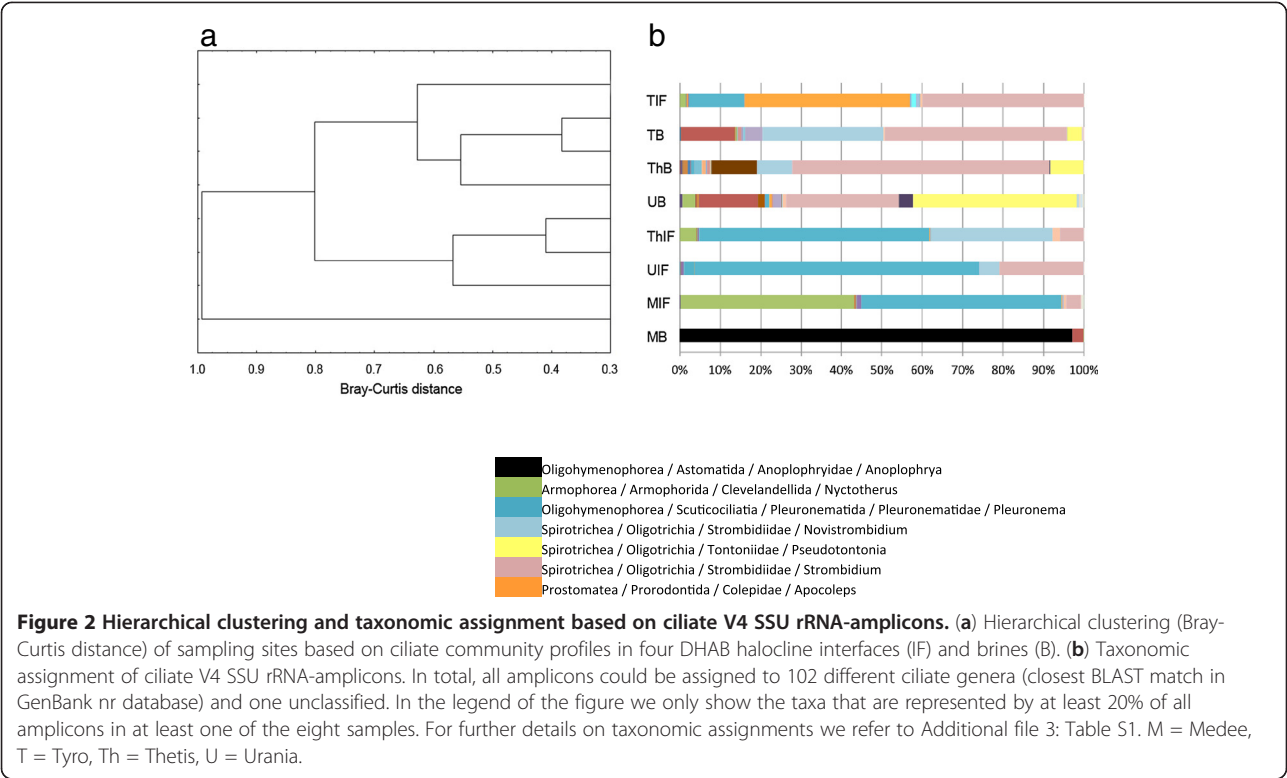 a
b
TIF
TB
ThB
UB
ThIF
UIF
MIF
MB
1.0 0.9 0.8 0.7 0.6 0.5 0.4 0.3
Bray-Curtis distance
0% 10% 20% 30% 40% 50% 60% 70% 80% 90% 100%
Oligohymenophorea / Astomatida / Anoplophryidae / Anoplophrya
Armophorea / Armophorida / Clevelandellida / Nyctotherus
Oligohymenophorea / Scuticociliatia / Pleuronematida / Pleuronematidae / Pleuronema
Spirotrichea / Oligotrichia / Strombidiidae / Novistrombidium
Spirotrichea / Oligotrichia / Tontoniidae / Pseudotontonia
Spirotrichea / Oligotrichia / Strombidiidae / Strombidium
Prostomatea / Prorodontida / Colepidae / Apocoleps
Figure 2 Hierarchical clustering and taxonomic assignment based on ciliate V4 SSU rRNA-amplicons. (a) Hierarchical clustering (Bray-
Curtis distance) of sampling sites based on ciliate community profiles in four DHAB halocline interfaces (IF) and brines (B). (b) Taxonomic
assignment of ciliate V4 SSU rRNA-amplicons. In total, all amplicons could be assigned to 102 different ciliate genera (closest BLAST match in
GenBank nr database) and one unclassified. In the legend of the figure we only show the taxa that are represented by at least 20% of all
amplicons in at least one of the eight samples. For further details on taxonomic assignments we refer to Additional file 3: Table S1. M = Medee,
T = Tyro, Th = Thetis, U = Urania.